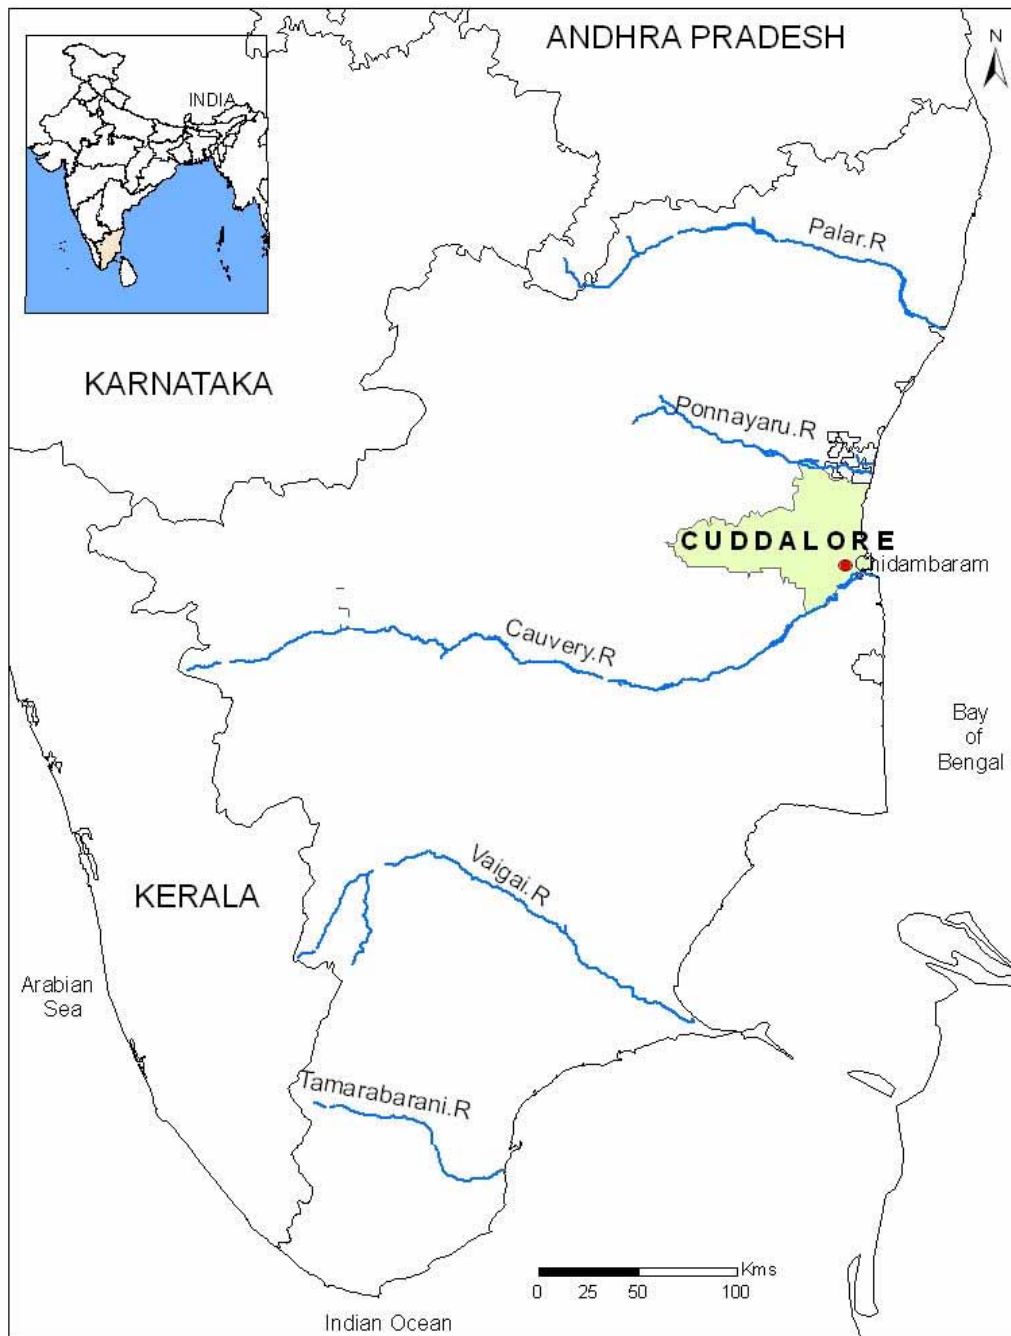 ANDHRA PRADESH
N
INDIA
Palar.R
KARNATAKA
Ponnayaru.R
CUDDALORE
Chidambaram
Cauvery.R
Bay
of
Bengal
Vaigai.R
KERALA
Arabian
Sea
Tamarabarani.R
Kms
0 25 50 100
Indian Ocean